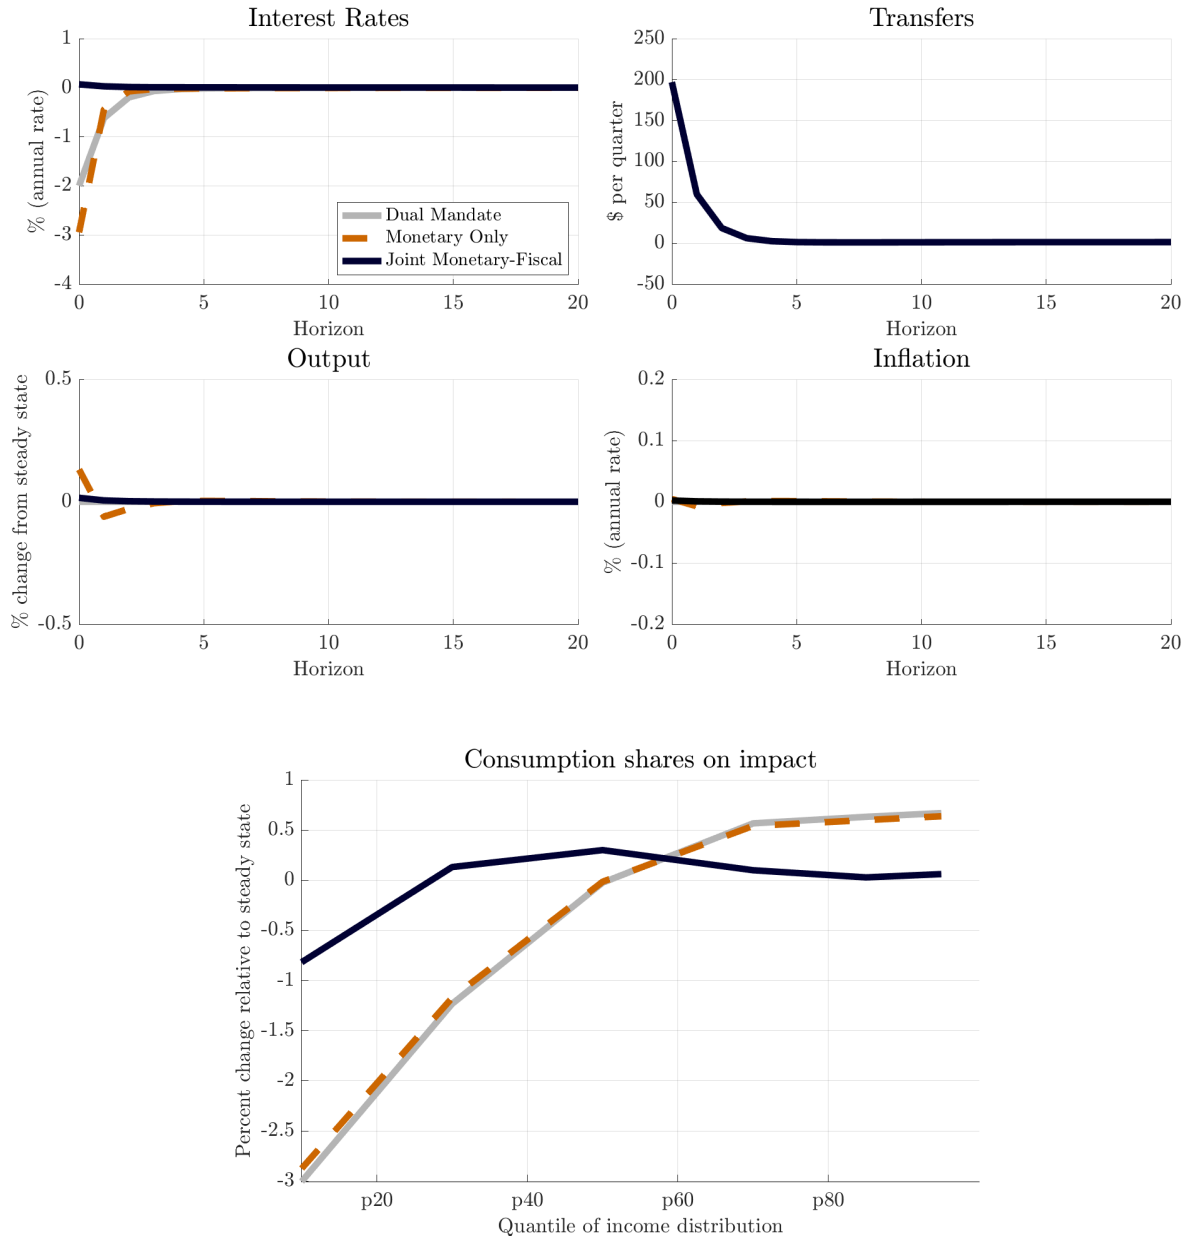 Interest Rates
% (annual rate)
1
0
-1
-2
-3
-4
Dual Mandate
Monetary Only
Joint Monetary-Fiscal
0 5 10 15 20
Horizon
Transfers
$ per quarter
250
200
150
100
50
0
-50
0 5 10 15 20
Horizon
Output
% change from steady state
0.5
0
-0.5
0 5 10 15 20
Horizon
Inflation
% (annual rate)
0.2
0.1
0
-0.1
-0.2
0 5 10 15 20
Horizon
Consumption shares on impact
Percent change relative to steady state
1
0.5
0
-0.5
-1
-1.5
-2
-2.5
-3
p20 p40 p60 p80
Quantile of income distribution